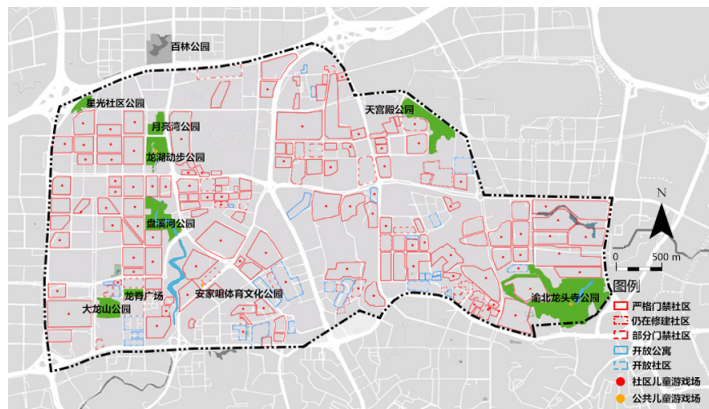 百林公园
星光社区公园
天宫殿公园
月亮湾公园
龙湖动步公园
盘溪河公园
N
0 500 m
龙脊广场
安家咀体育文化公园
渝北龙头寺公园
大龙山公园
图例
严格门禁社区
仍在修建社区
部分门禁社区
开放公寓
开放社区
社区儿童游戏场
公共儿童游戏场